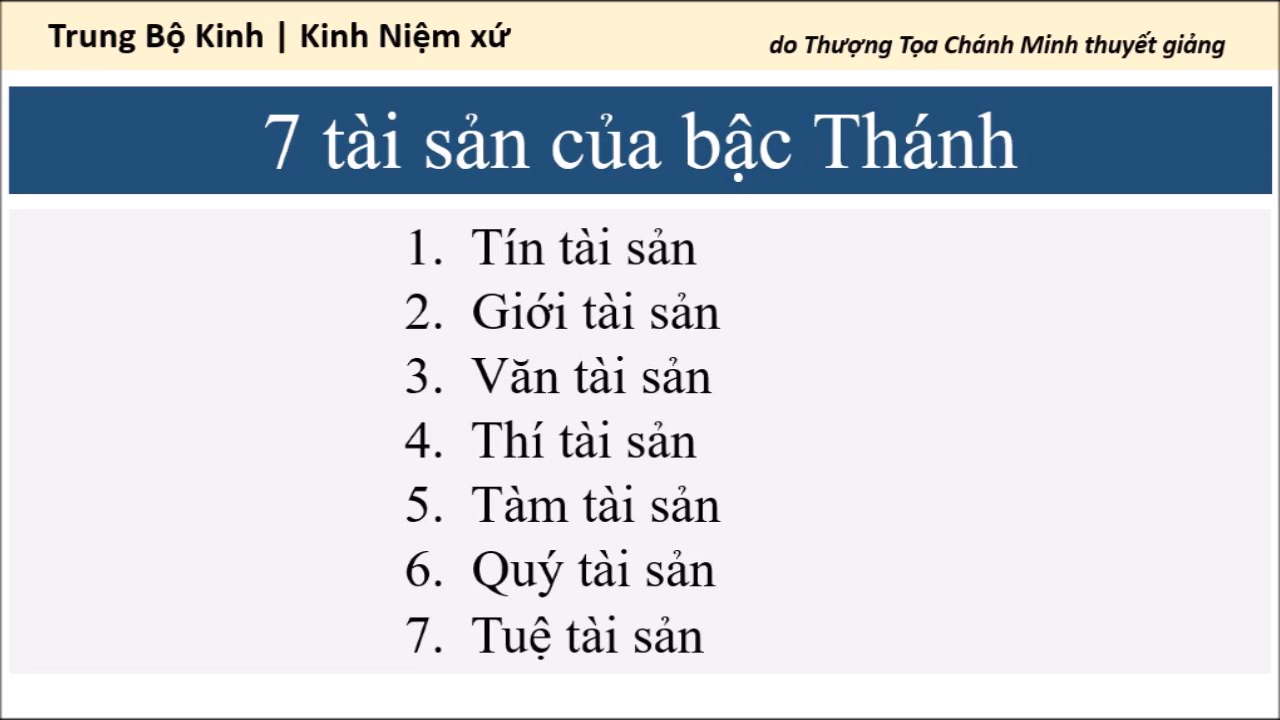 Trung Bộ Kinh | Kinh Niệm xứ
do Thượng Tọa Chánh Minh thuyết giảng
7 tài sản của bậc Thánh
1. Tín tài sản
2. Giới tài sản
3. Văn tài sản
4. Thí tài sản
5. Tàm tài sản
6. Quý tài sản
7. Tuệ tài sản